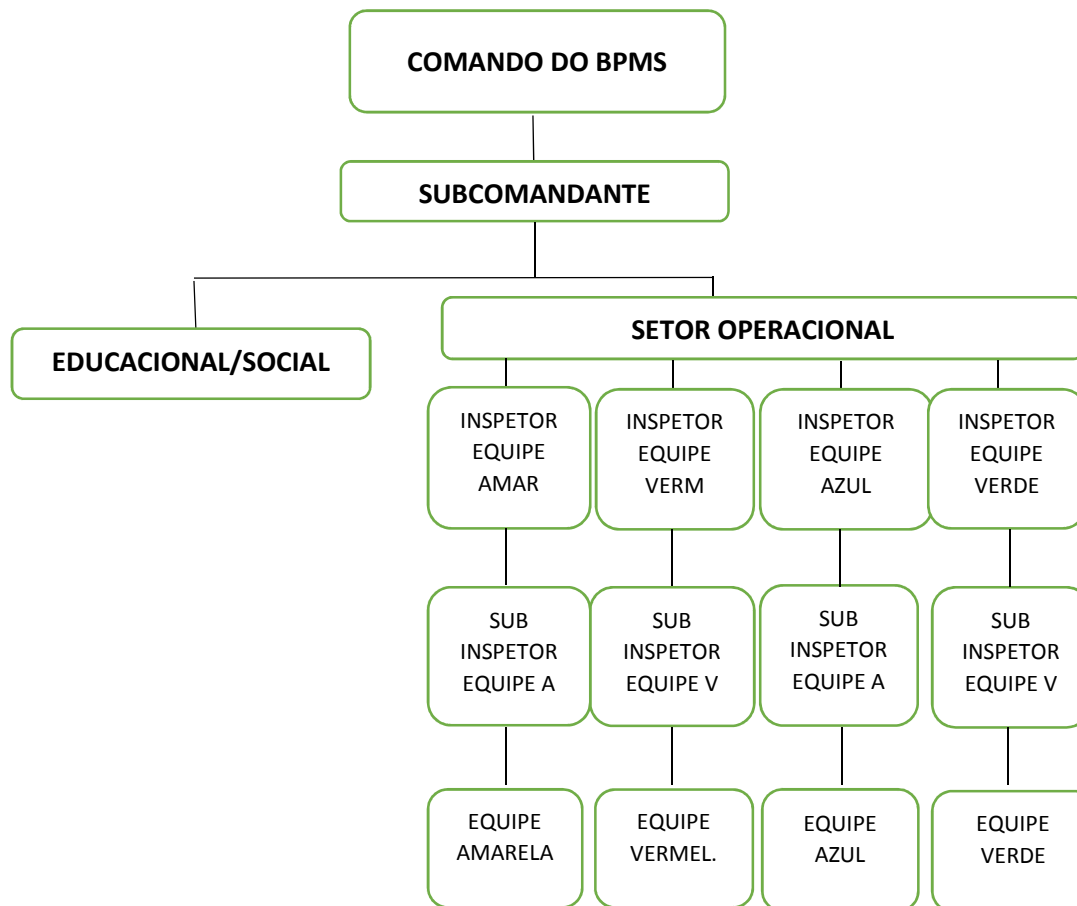 COMANDO DO BPMS
SUBCOMANDANTE
EDUCACIONAL/SOCIAL
SETOR OPERACIONAL
INSPETOR
EQUIPE
AMAR
INSPETOR
EQUIPE
VERM
INSPETOR
EQUIPE
AZUL
INSPETOR
EQUIPE
VERDE
SUB
INSPETOR
EQUIPE A
SUB
INSPETOR
EQUIPE V
SUB
INSPETOR
EQUIPE A
SUB
INSPETOR
EQUIPE V
EQUIPE
AMARELA
EQUIPE
VERMEL.
EQUIPE
AZUL
EQUIPE
VERDE